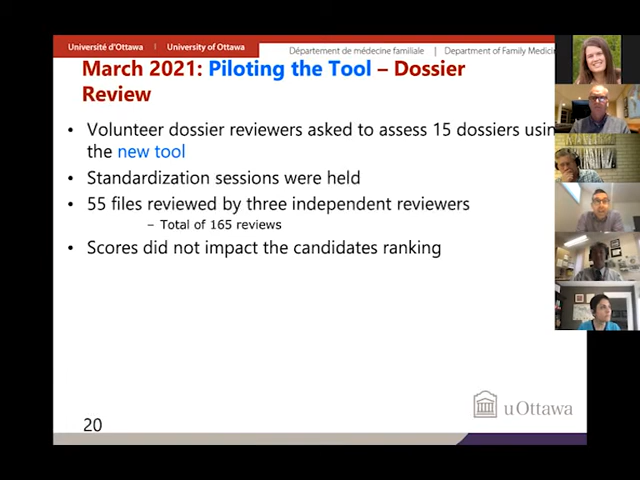 Université d'Ottawa | University of Ottawa
Département de médecine familiale | Department of Family Medicin
March 2021: Piloting the Tool – Dossier
Review
• Volunteer dossier reviewers asked to assess 15 dossiers usin
the new tool
• Standardization sessions were held
• 55 files reviewed by three independent reviewers
– Total of 165 reviews
• Scores did not impact the candidates ranking
uOttawa
20